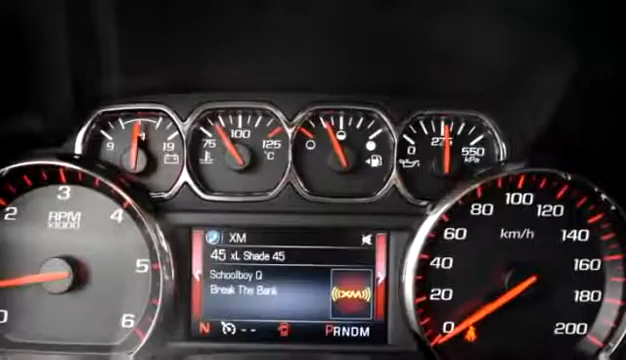 9 19
75 100 125
°C
0 275 550
kPa
2 3 4 5 6
RPM
x1000
0
XM
45 xL Shade 45
Schoolboy Q
Break The Bank
((XM))
N -- PRNDM
0 20 40 60 80 100 120 140 160 180 200
km/h